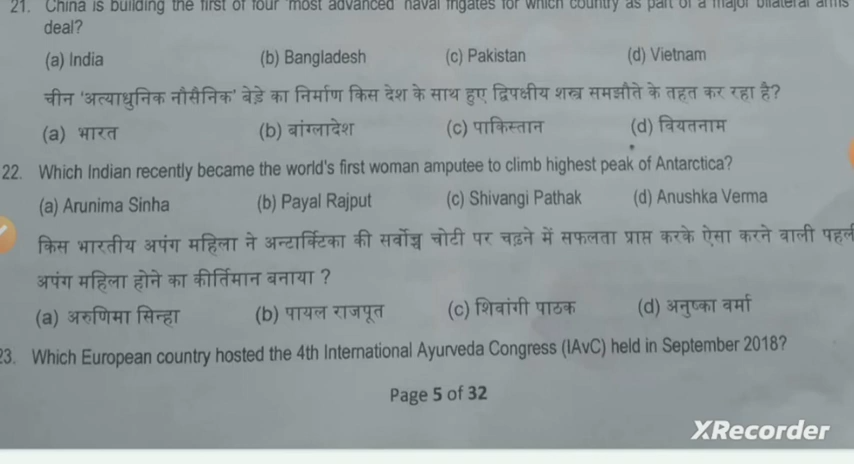 21. China is building the first of four 'most advanced' naval frigates for which country as part of a major bilateral arms
deal?
(a) India (b) Bangladesh (c) Pakistan (d) Vietnam
चीन 'अत्याधुनिक नौसैनिक' बेड़े का निर्माण किस देश के साथ हुए द्विपक्षीय शस्त्र समझौते के तहत कर रहा है?
(a) भारत (b) बांग्लादेश (c) पाकिस्तान (d) वियतनाम
22. Which Indian recently became the world's first woman amputee to climb highest peak of Antarctica?
(a) Arunima Sinha (b) Payal Rajput (c) Shivangi Pathak (d) Anushka Verma
किस भारतीय अपंग महिला ने अन्टार्क्टिका की सर्वोच्च चोटी पर चढ़ने में सफलता प्राप्त करके ऐसा करने वाली पहली
अपंग महिला होने का कीर्तिमान बनाया ?
(a) अरुणिमा सिन्हा (b) पायल राजपूत (c) शिवांगी पाठक (d) अनुष्का वर्मा
23. Which European country hosted the 4th International Ayurveda Congress (IAvC) held in September 2018?
Page 5 of 32
XRecorder